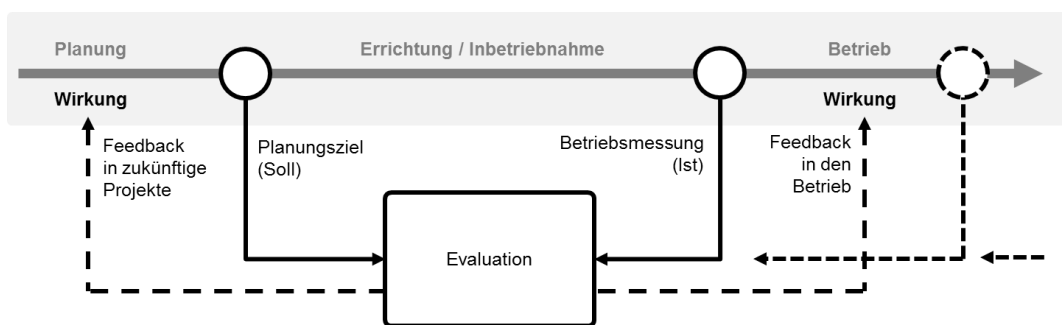 Planung
Errichtung / Inbetriebnahme
Betrieb
Wirkung
Wirkung
Feedback
in zukünftige
Projekte
Planungsziel
(Soll)
Betriebsmessung
(Ist)
Feedback
in den
Betrieb
Evaluation